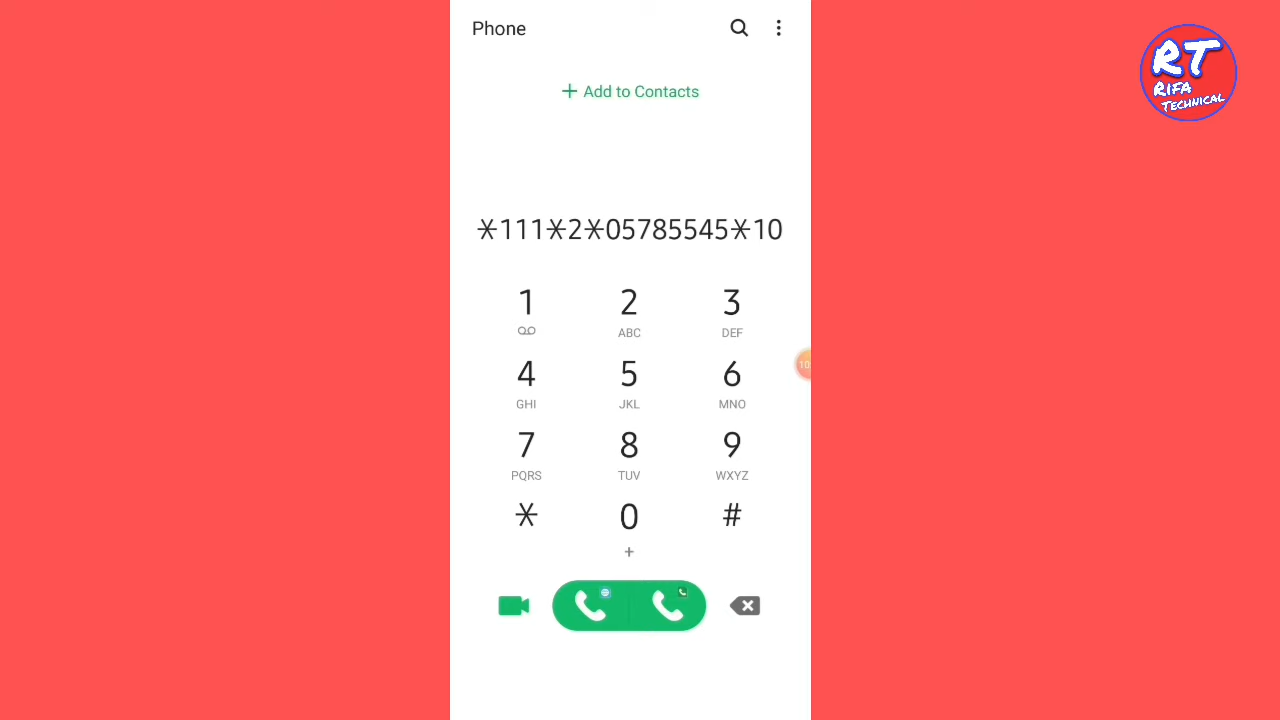 Phone
+ Add to Contacts
*111*2*05785545*10
1 2 3
ABC DEF
4 5 6
GHI JKL MNO
7 8 9
PQRS TUV WXYZ
* 0 #
+
10
RT
RIFA
TECHNICAL